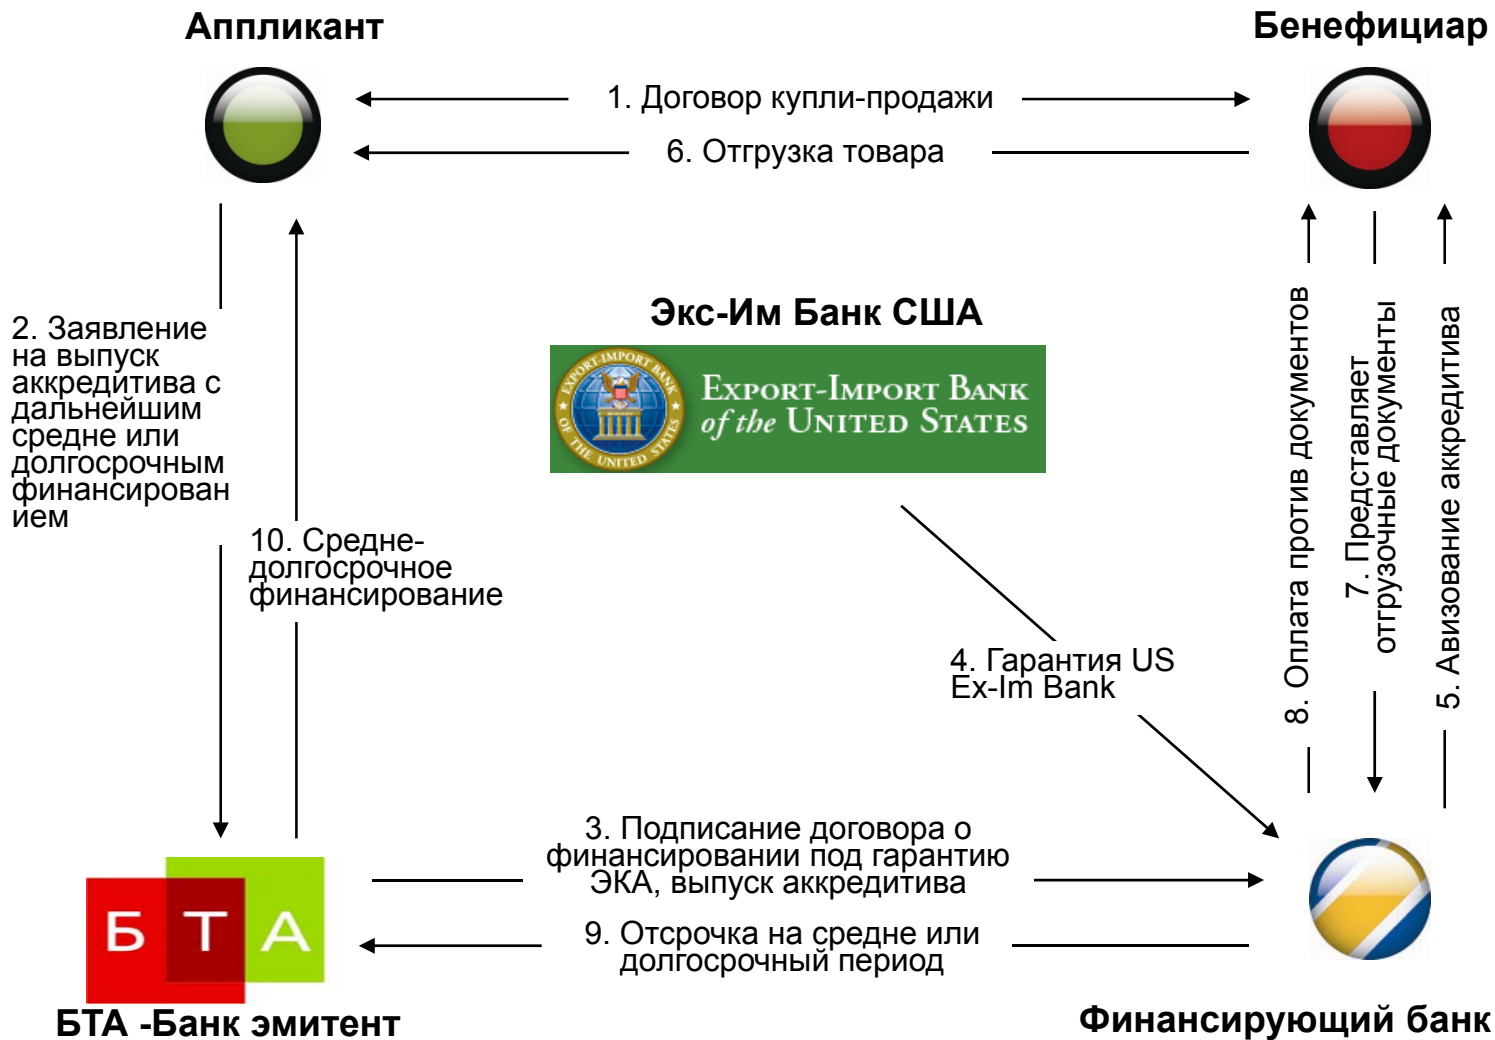 Аппликант
Бенефициар
1. Договор купли-продажи
6. Отгрузка товара
2. Заявление
на выпуск
аккредитива с
дальнейшим
средне или
долгосрочным
финансирован
ием
10. Средне-
долгосрочное
финансирование
Экс-Им Банк США
EXPORT-IMPORT BANK
OF THE UNITED STATES
EXPORT-IMPORT BANK
of the UNITED STATES
4. Гарантия US
Ex-Im Bank
8. Оплата против документов
7. Представляет
отгрузочные документы
5. Авизование аккредитива
3. Подписание договора о
финансировании под гарантию
ЭКА, выпуск аккредитива
9. Отсрочка на средне или
долгосрочный период
БТА
БТА -Банк эмитент
Финансирующий банк